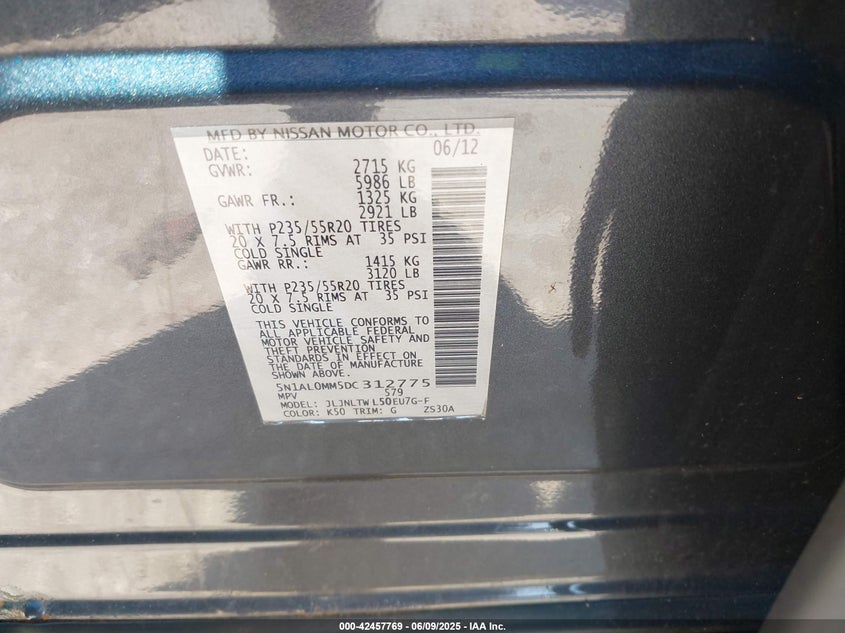 MFD BY NISSAN MOTOR CO., LTD.
DATE: 06/12
GVWR: 2715 KG
5986 LB
GAWR FR.: 1325 KG
2921 LB
WITH P235/55R20 TIRES
20 X 7.5 RIMS AT 35 PSI
COLD SINGLE
GAWR RR.: 1415 KG
3120 LB
WITH P235/55R20 TIRES
20 X 7.5 RIMS AT 35 PSI
COLD SINGLE
THIS VEHICLE CONFORMS TO
ALL APPLICABLE FEDERAL
MOTOR VEHICLE SAFETY AND
THEFT PREVENTION
STANDARDS IN EFFECT ON
THE DATE OF MANUFACTURE
SHOWN ABOVE.
5N1AL0MM5DC312775
MPV 579
MODEL: JLJNLTWL50EU7G-F
COLOR: K50 TRIM: G ZS30A
000-42457769 - 06/09/2025 - IAA Inc.